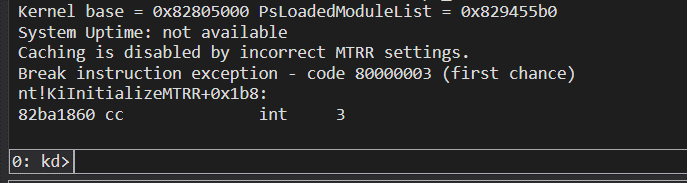 Kernel base = 0x82805000 PsLoadedModuleList = 0x829455b0
System Uptime: not available
Caching is disabled by incorrect MTRR settings.
Break instruction exception - code 80000003 (first chance)
nt!KiInitializeMTRR+0x1b8:
82ba1860 cc              int     3
0: kd>